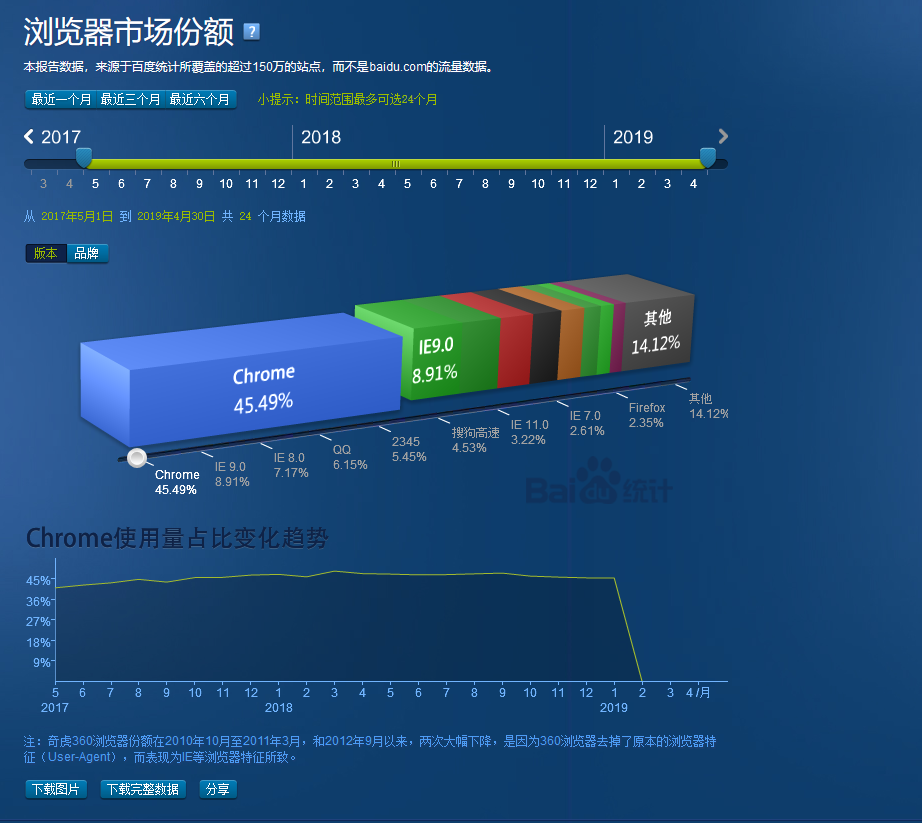 浏览器市场份额 ?
本报告数据，来源于百度统计所覆盖的超过150万的站点，而不是baidu.com的流量数据。
最近一个月 最近三个月 最近六个月 小提示：时间范围最多可选24个月
2017 2018 2019
3 4 5 6 7 8 9 10 11 12 1 2 3 4 5 6 7 8 9 10 11 12 1 2 3 4
从 2017年5月1日 到 2019年4月30日 共 24 个月数据
版本 品牌
Chrome
45.49%
IE9.0
8.91%
其他
14.12%
Chrome
45.49%
IE 9.0
8.91%
IE 8.0
7.17%
QQ
6.15%
2345
5.45%
搜狗高速
4.53%
IE 11.0
3.22%
IE 7.0
2.61%
Firefox
2.35%
其他
14.12%
Bai du 统计
Chrome使用量占比变化趋势
45%
36%
27%
18%
9%
5 6 7 8 9 10 11 12 1 2 3 4 5 6 7 8 9 10 11 12 1 2 3 4 /月
2017 2018 2019
注：奇虎360浏览器份额在2010年10月至2011年3月，和2012年9月以来，两次大幅下降，是因为360浏览器去掉了原本的浏览器特
征（User-Agent），而表现为IE等浏览器特征所致。
下载图片 下载完整数据 分享